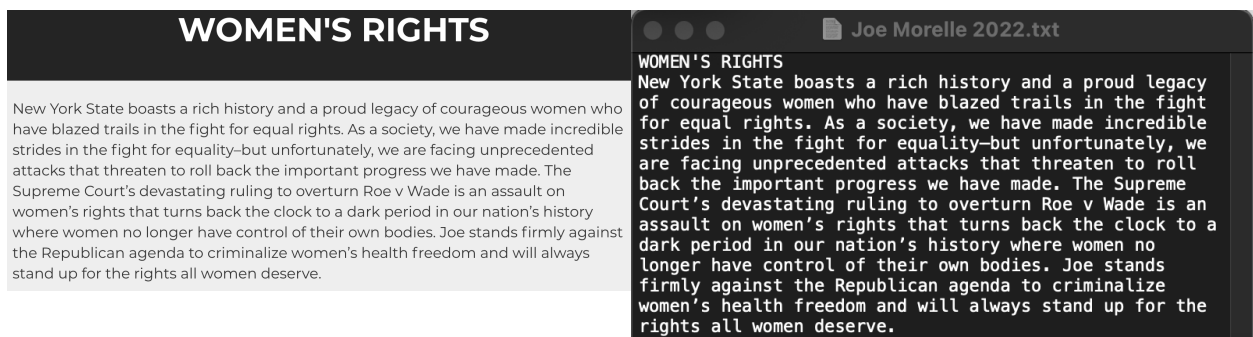 WOMEN'S RIGHTS
New York State boasts a rich history and a proud legacy of courageous women who
have blazed trails in the fight for equal rights. As a society, we have made incredible
strides in the fight for equality–but unfortunately, we are facing unprecedented
attacks that threaten to roll back the important progress we have made. The
Supreme Court’s devastating ruling to overturn Roe v Wade is an assault on
women’s rights that turns back the clock to a dark period in our nation’s history
where women no longer have control of their own bodies. Joe stands firmly against
the Republican agenda to criminalize women’s health freedom and will always
stand up for the rights all women deserve.
Joe Morelle 2022.txt
WOMEN'S RIGHTS
New York State boasts a rich history and a proud legacy
of courageous women who have blazed trails in the fight
for equal rights. As a society, we have made incredible
strides in the fight for equality–but unfortunately, we
are facing unprecedented attacks that threaten to roll
back the important progress we have made. The Supreme
Court’s devastating ruling to overturn Roe v Wade is an
assault on women’s rights that turns back the clock to a
dark period in our nation’s history where women no
longer have control of their own bodies. Joe stands
firmly against the Republican agenda to criminalize
women’s health freedom and will always stand up for the
rights all women deserve.